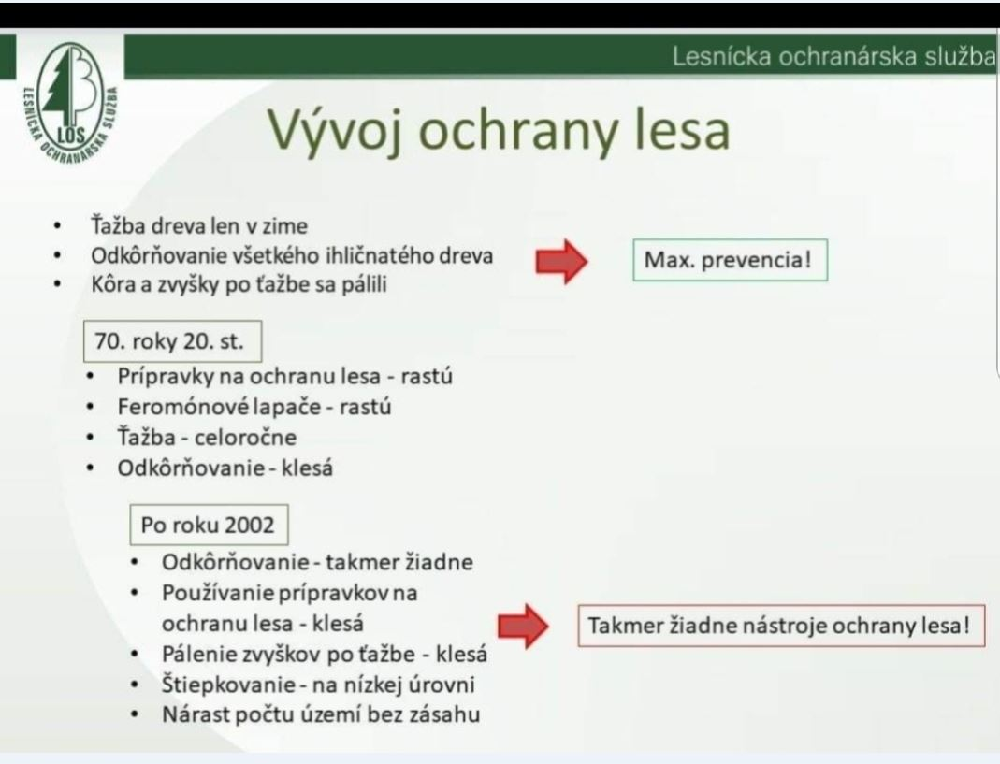 Lesnícka ochranárska služba
LESNÍCKA OCHRANÁRSKA SLUŽBA
LOS
Vývoj ochrany lesa
• Ťažba dreva len v zime
• Odkôrňovanie všetkého ihličnatého dreva
• Kôra a zvyšky po ťažbe sa pálili
Max. prevencia!
70. roky 20. st.
• Prípravky na ochranu lesa - rastú
• Feromónové lapače - rastú
• Ťažba - celoročne
• Odkôrňovanie - klesá
Po roku 2002
• Odkôrňovanie - takmer žiadne
• Používanie prípravkov na
ochranu lesa - klesá
• Pálenie zvyškov po ťažbe - klesá
• Štiepkovanie - na nízkej úrovni
• Nárast počtu území bez zásahu
Takmer žiadne nástroje ochrany lesa!